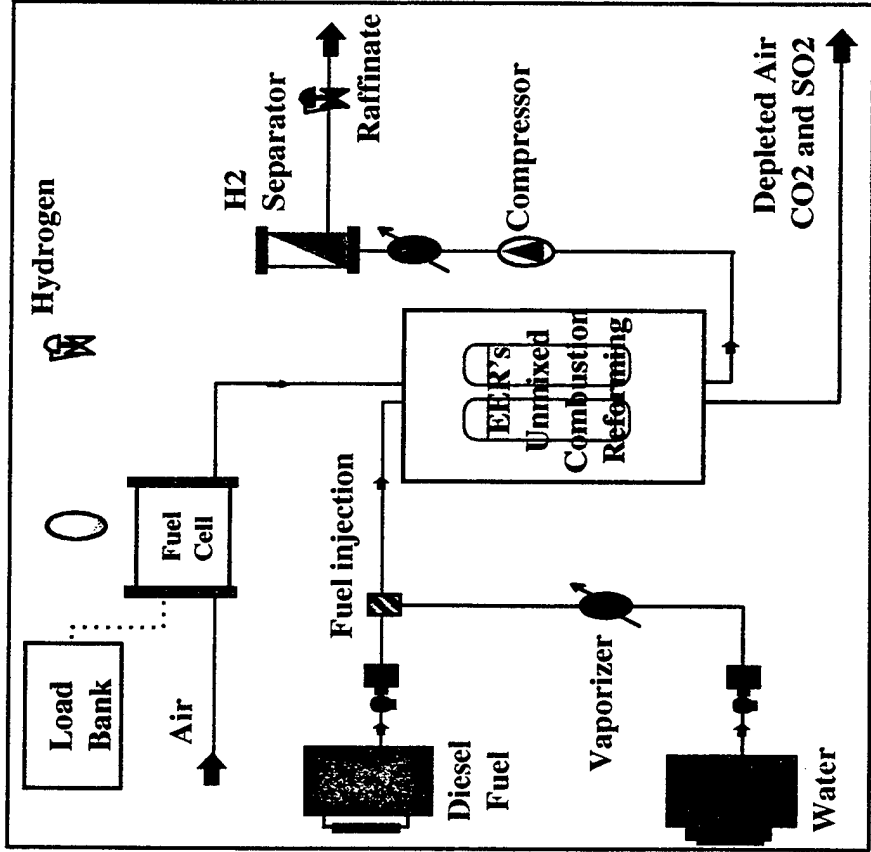 Load
Bank
Air
Fuel
Cell
Hydrogen
H2
Separator
Raffinate
Fuel injection
Diesel
Fuel
Vaporizer
Water
EER's
Unmixed
Combustion
Reforming
Compressor
Depleted Air
CO2 and SO2